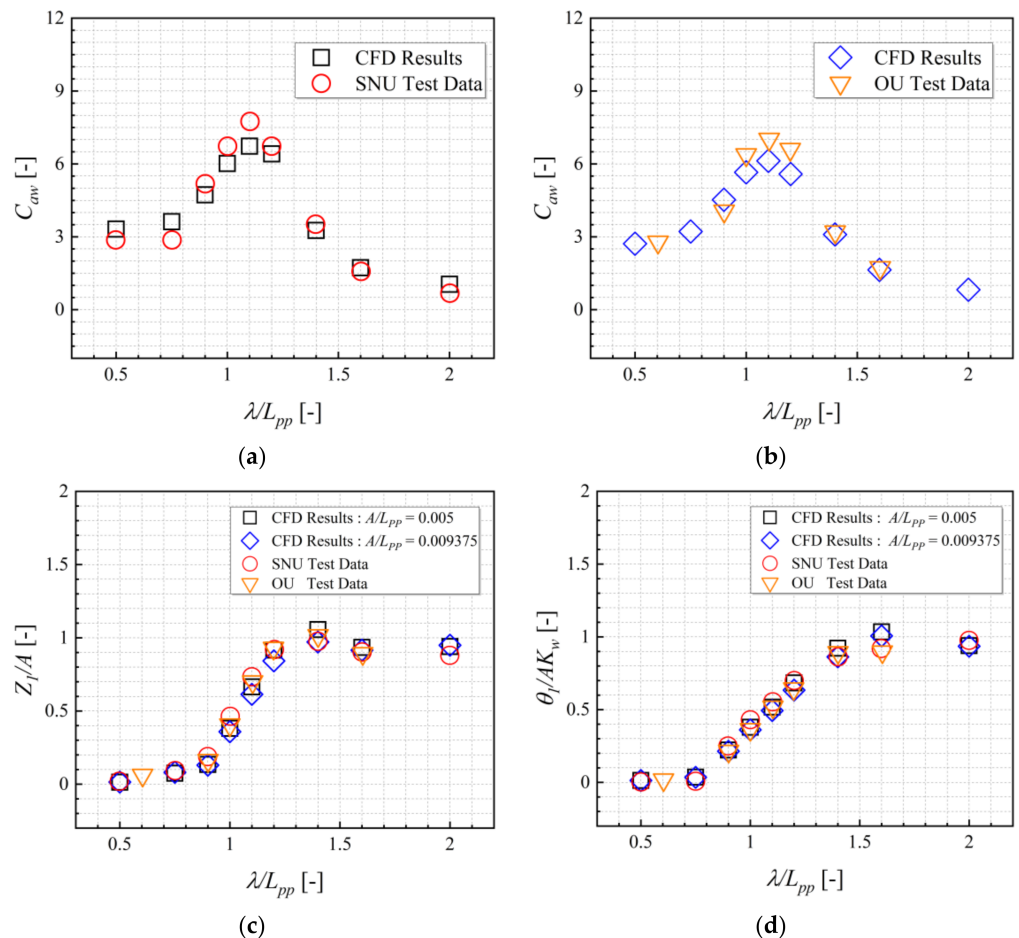 12
9
6
3
0
C_aw [-]
CFD Results
SNU Test Data
0.5
1
1.5
2
λ/L_pp [-]
(a)
12
9
6
3
0
C_aw [-]
CFD Results
OU Test Data
0.5
1
1.5
2
λ/L_pp [-]
(b)
2
1.5
1
0.5
0
Z_1/A [-]
CFD Results : A/L_PP = 0.005
CFD Results : A/L_PP = 0.009375
SNU Test Data
OU Test Data
0.5
1
1.5
2
λ/L_pp [-]
(c)
2
1.5
1
0.5
0
θ_1/AK_w [-]
CFD Results : A/L_PP = 0.005
CFD Results : A/L_PP = 0.009375
SNU Test Data
OU Test Data
0.5
1
1.5
2
λ/L_pp [-]
(d)